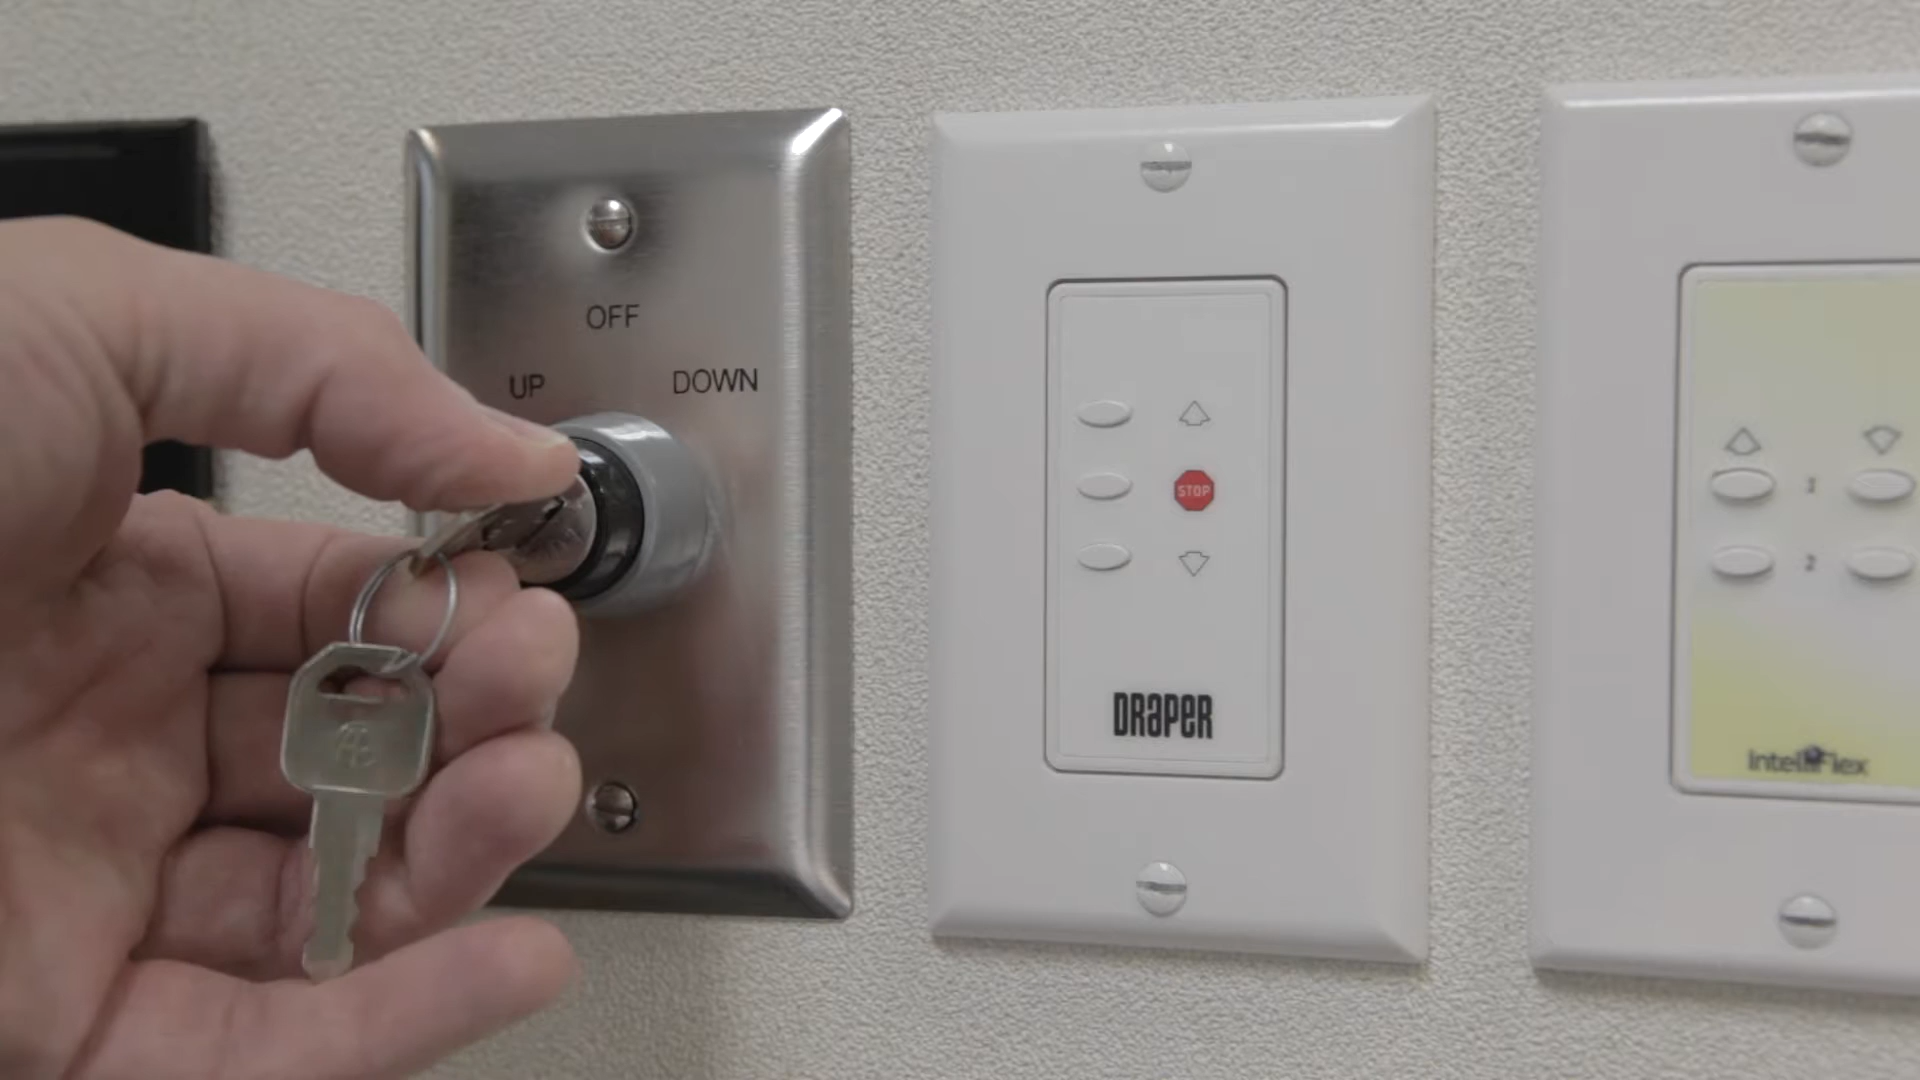 OFF
UP
DOWN
STOP
DRAPER
1
2
IntelliFlex